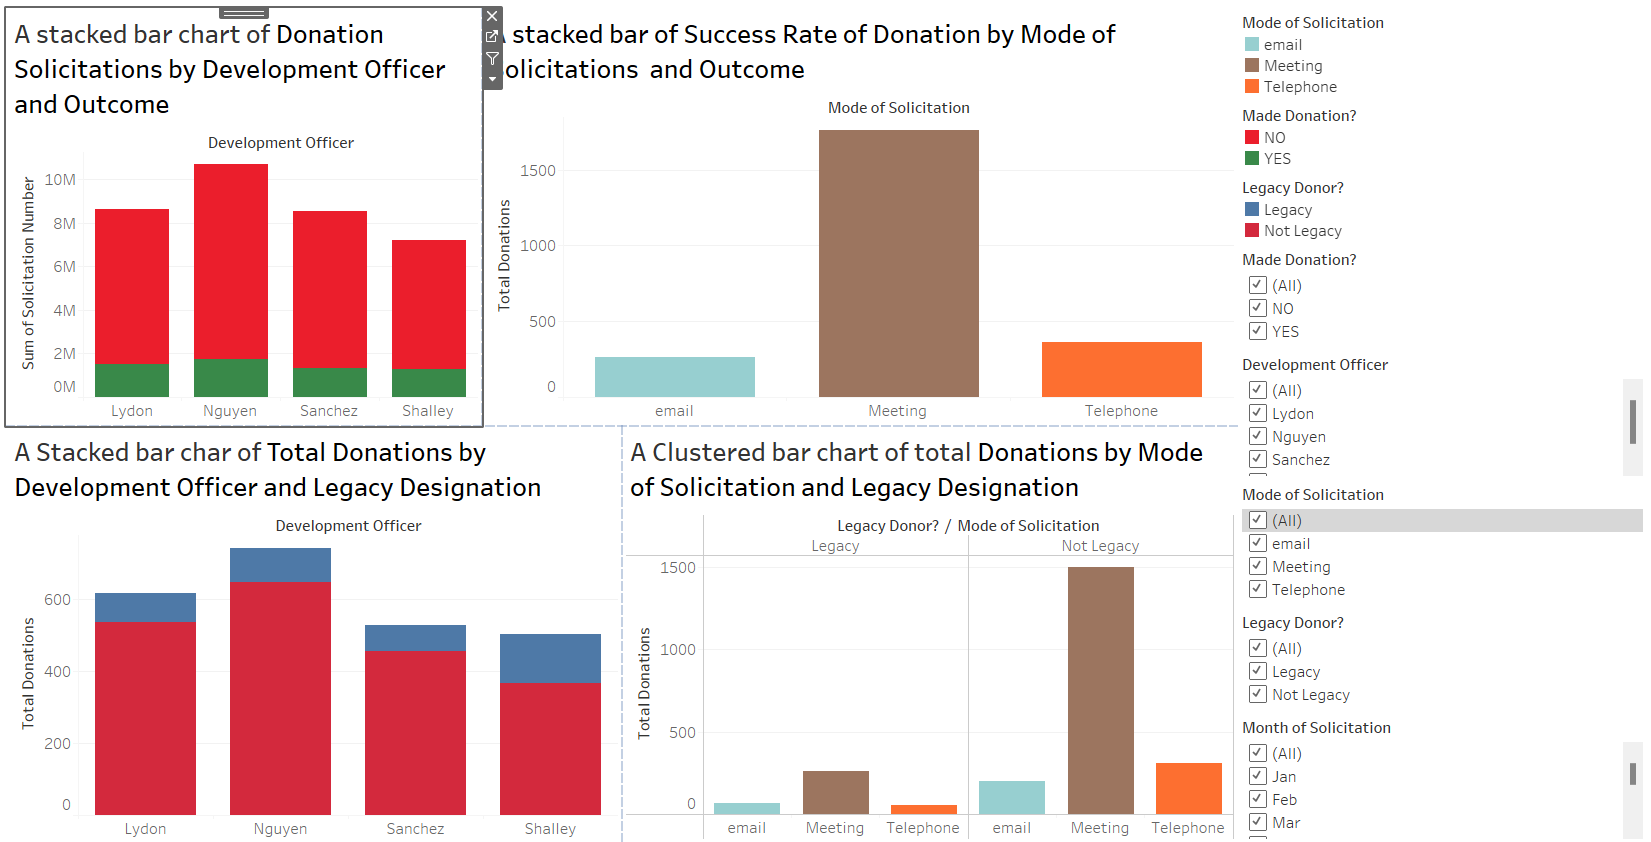 A stacked bar chart of Donation
Solicitations by Development Officer
and Outcome
Development Officer
Sum of Solicitation Number
10M
8M
6M
4M
2M
0M
Lydon
Nguyen
Sanchez
Shalley
stacked bar of Success Rate of Donation by Mode of
olicitations and Outcome
Mode of Solicitation
Total Donations
1500
1000
500
0
email
Meeting
Telephone
A Stacked bar char of Total Donations by
Development Officer and Legacy Designation
Development Officer
Total Donations
600
400
200
0
Lydon
Nguyen
Sanchez
Shalley
A Clustered bar chart of total Donations by Mode
of Solicitation and Legacy Designation
Legacy Donor? / Mode of Solicitation
Legacy
Not Legacy
Total Donations
1500
1000
500
0
email
Meeting
Telephone
email
Meeting
Telephone
Mode of Solicitation
email
Meeting
Telephone
Made Donation?
NO
YES
Legacy Donor?
Legacy
Not Legacy
Made Donation?
(All)
NO
YES
Development Officer
(All)
Lydon
Nguyen
Sanchez
Mode of Solicitation
(All)
email
Meeting
Telephone
Legacy Donor?
(All)
Legacy
Not Legacy
Month of Solicitation
(All)
Jan
Feb
Mar